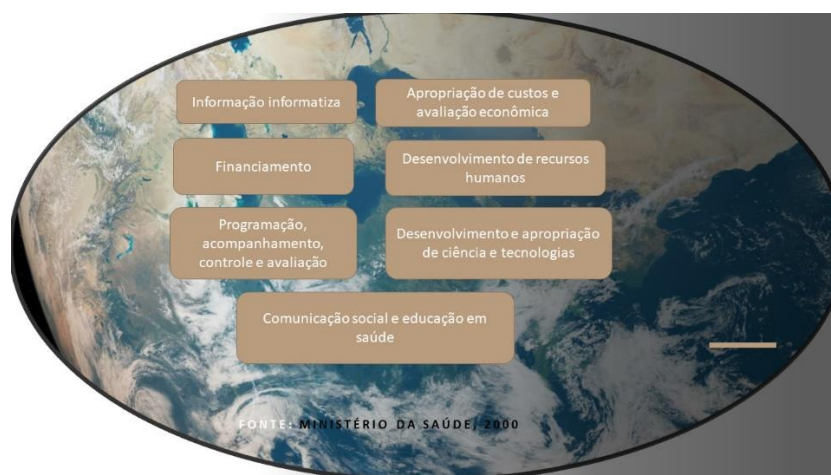 Informação informatiza
Apropriação de custos e
avaliação econômica
Financiamento
Desenvolvimento de recursos
humanos
Programação,
acompanhamento,
controle e avaliação
Desenvolvimento e apropriação
de ciência e tecnologias
Comunicação social e educação em
saúde
FONTE: MINISTÉRIO DA SAÚDE, 2000